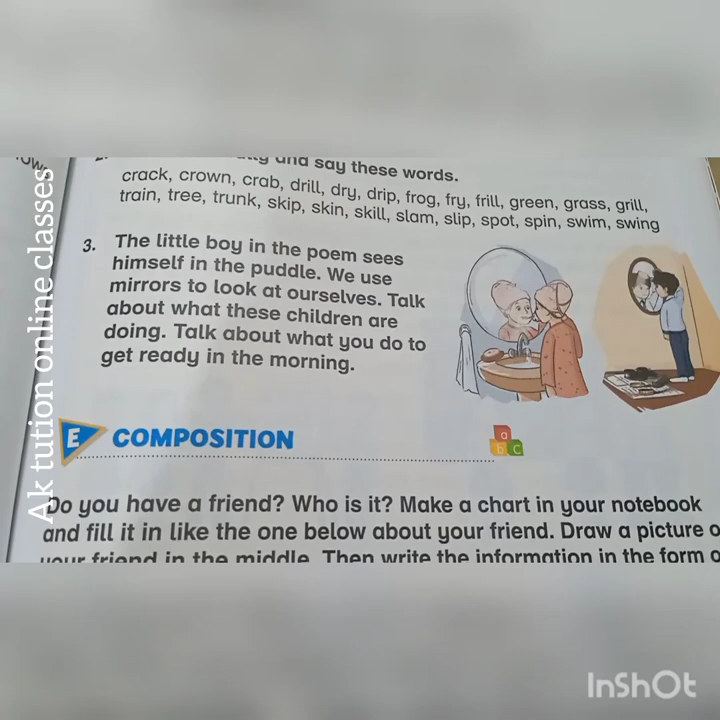 and say these words.
crack, crown, crab, drill, dry, drip, frog, fry, frill, green, grass, grill,
train, tree, trunk, skip, skin, skill, slam, slip, spot, spin, swim, swing
3. The little boy in the poem sees
himself in the puddle. We use
mirrors to look at ourselves. Talk
about what these children are
doing. Talk about what you do to
get ready in the morning.
E COMPOSITION
a
b c
Do you have a friend? Who is it? Make a chart in your notebook
and fill it in like the one below about your friend. Draw a picture o
your friend in the middle. Then write the information in the form o
Ak tution online classes
InShOt